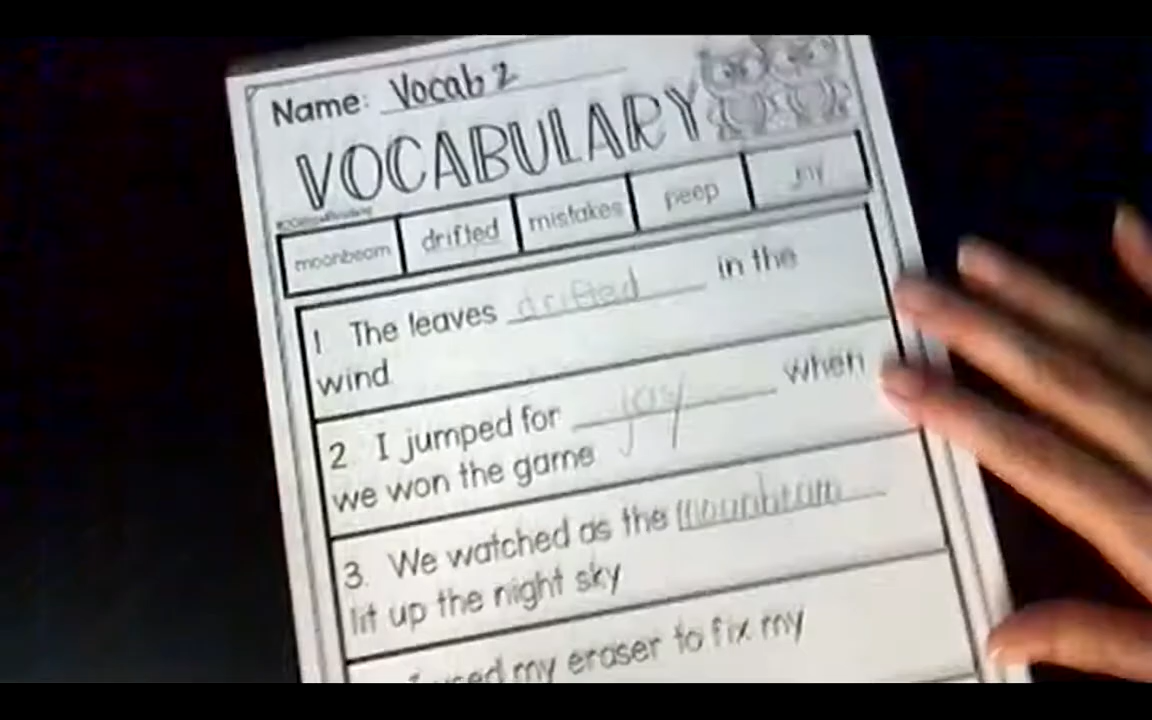 Name: Vocab 2
VOCABULARY
moonbeam drifted mistakes peep joy
1 The leaves drifted in the
wind.
2. I jumped for joy when
we won the game
3. We watched as the moonbeam
lit up the night sky
I used my eraser to fix my